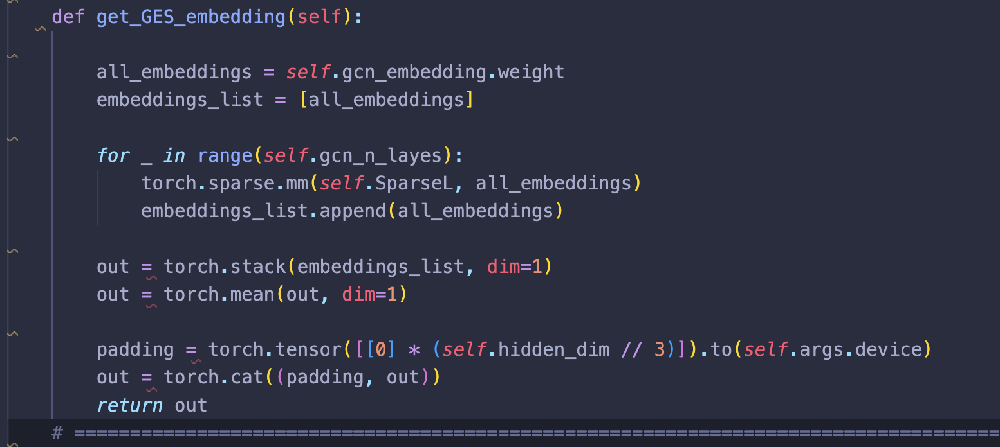 def get_GES_embedding(self):
all_embeddings = self.gcn_embedding.weight
embeddings_list = [all_embeddings]
for _ in range(self.gcn_n_layes):
torch.sparse.mm(self.SparseL, all_embeddings)
embeddings_list.append(all_embeddings)
out = torch.stack(embeddings_list, dim=1)
out = torch.mean(out, dim=1)
padding = torch.tensor([[0] * (self.hidden_dim // 3)]).to(self.args.device)
out = torch.cat((padding, out))
return out
# ===================================================================================